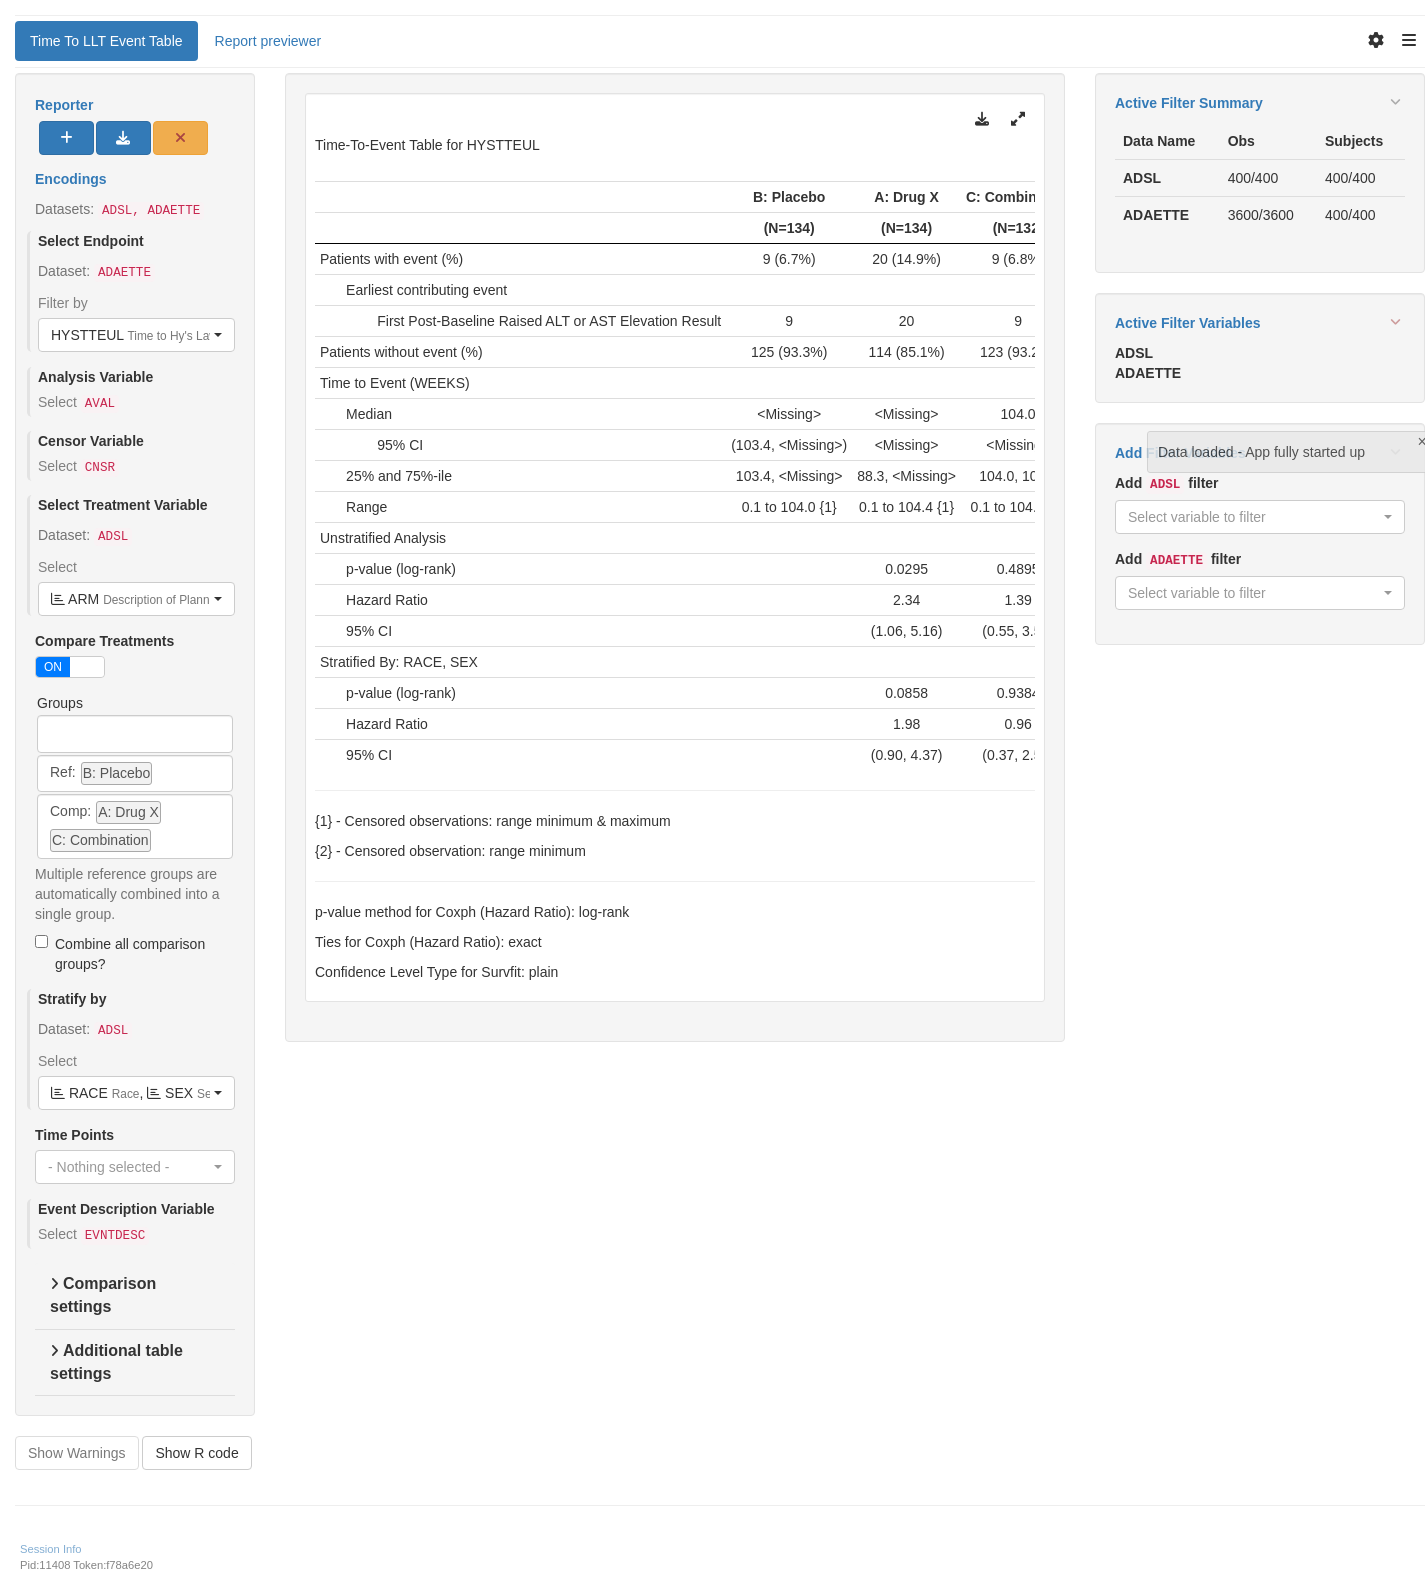 Time To LLT Event Table Report previewer
Reporter
Encodings
Datasets: ADSL, ADAETTE
Select Endpoint
Dataset: ADAETTE
Filter by
HYSTTEUL Time to Hy's La
Analysis Variable
Select AVAL
Censor Variable
Select CNSR
Select Treatment Variable
Dataset: ADSL
Select
ARM Description of Plann
Compare Treatments
ON
Groups
Ref: B: Placebo
Comp: A: Drug X
C: Combination
Multiple reference groups are
automatically combined into a
single group.
Combine all comparison
groups?
Stratify by
Dataset: ADSL
Select
RACE Race, SEX Se
Time Points
- Nothing selected -
Event Description Variable
Select EVNTDESC
Comparison
settings
Additional table
settings
Show Warnings Show R code
Time-To-Event Table for HYSTTEUL
B: Placebo A: Drug X C: Combin
(N=134) (N=134) (N=132
Patients with event (%) 9 (6.7%) 20 (14.9%) 9 (6.8%
Earliest contributing event
First Post-Baseline Raised ALT or AST Elevation Result 9 20 9
Patients without event (%) 125 (93.3%) 114 (85.1%) 123 (93.2
Time to Event (WEEKS)
Median <Missing> <Missing> 104.0
95% CI (103.4, <Missing>) <Missing> <Missin
25% and 75%-ile 103.4, <Missing> 88.3, <Missing> 104.0, 10
Range 0.1 to 104.0 {1} 0.1 to 104.4 {1} 0.1 to 104.
Unstratified Analysis
p-value (log-rank) 0.0295 0.4895
Hazard Ratio 2.34 1.39
95% CI (1.06, 5.16) (0.55, 3.
Stratified By: RACE, SEX
p-value (log-rank) 0.0858 0.9384
Hazard Ratio 1.98 0.96
95% CI (0.90, 4.37) (0.37, 2.
{1} - Censored observations: range minimum & maximum
{2} - Censored observation: range minimum
p-value method for Coxph (Hazard Ratio): log-rank
Ties for Coxph (Hazard Ratio): exact
Confidence Level Type for Survfit: plain
Active Filter Summary
Data Name Obs Subjects
ADSL 400/400 400/400
ADAETTE 3600/3600 400/400
Active Filter Variables
ADSL
ADAETTE
Add
Data loaded - App fully started up ×
Add ADSL filter
Select variable to filter
Add ADAETTE filter
Select variable to filter
Session Info
Pid:11408 Token:f78a6e20